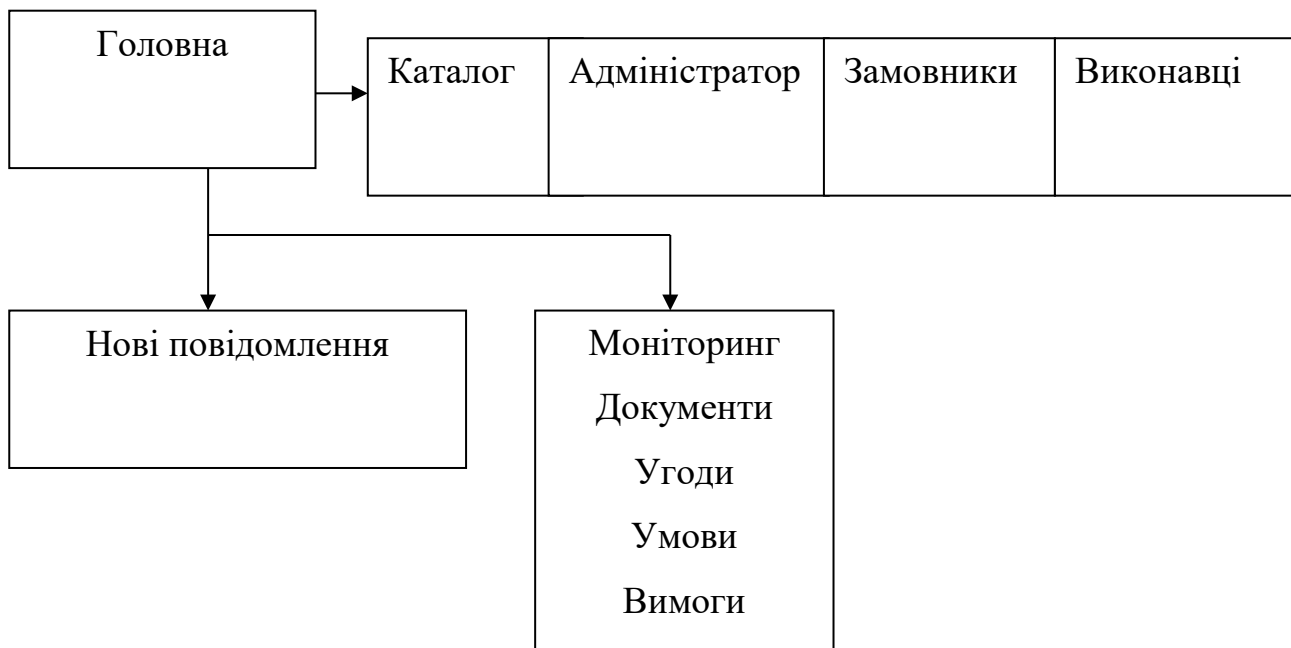 Головна
Каталог Адміністратор Замовники Виконавці
Нові повідомлення
Моніторинг
Документи
Угоди
Умови
Вимоги